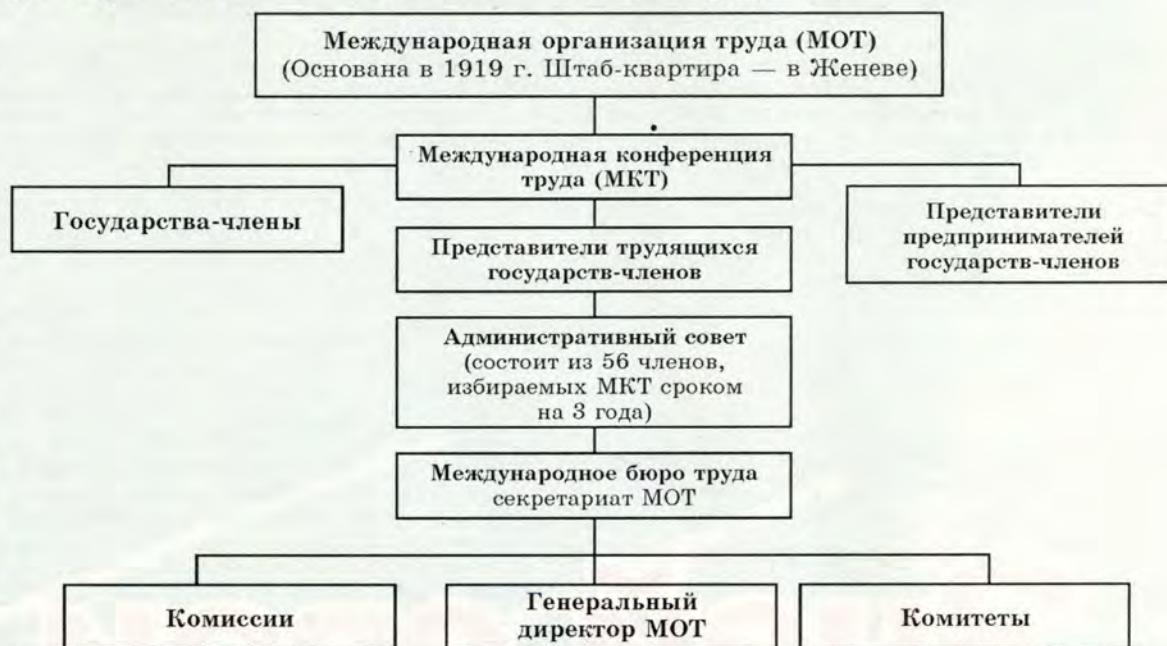 Международная организация труда (МОТ)
(Основана в 1919 г. Штаб-квартира — в Женеве)
Международная конференция
труда (МКТ)
Государства-члены
Представители трудящихся
государств-членов
Представители
предпринимателей
государств-членов
Административный совет
(состоит из 56 членов,
избираемых МКТ сроком
на 3 года)
Международное бюро труда
секретариат МОТ
Комиссии
Генеральный
директор МОТ
Комитеты